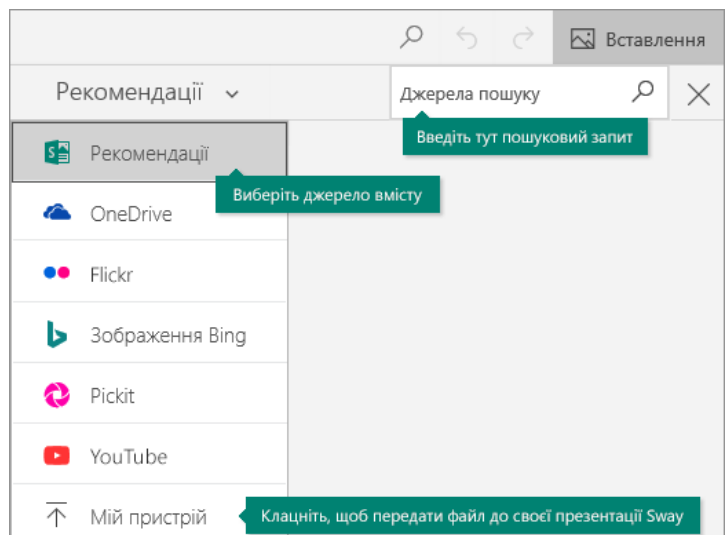 Вставлення
Рекомендації
Джерела пошуку
Введіть тут пошуковий запит
Рекомендації
Виберіть джерело вмісту
OneDrive
Flickr
Зображення Bing
Pickit
YouTube
Мій пристрій
Клацніть, щоб передати файл до своєї презентації Sway